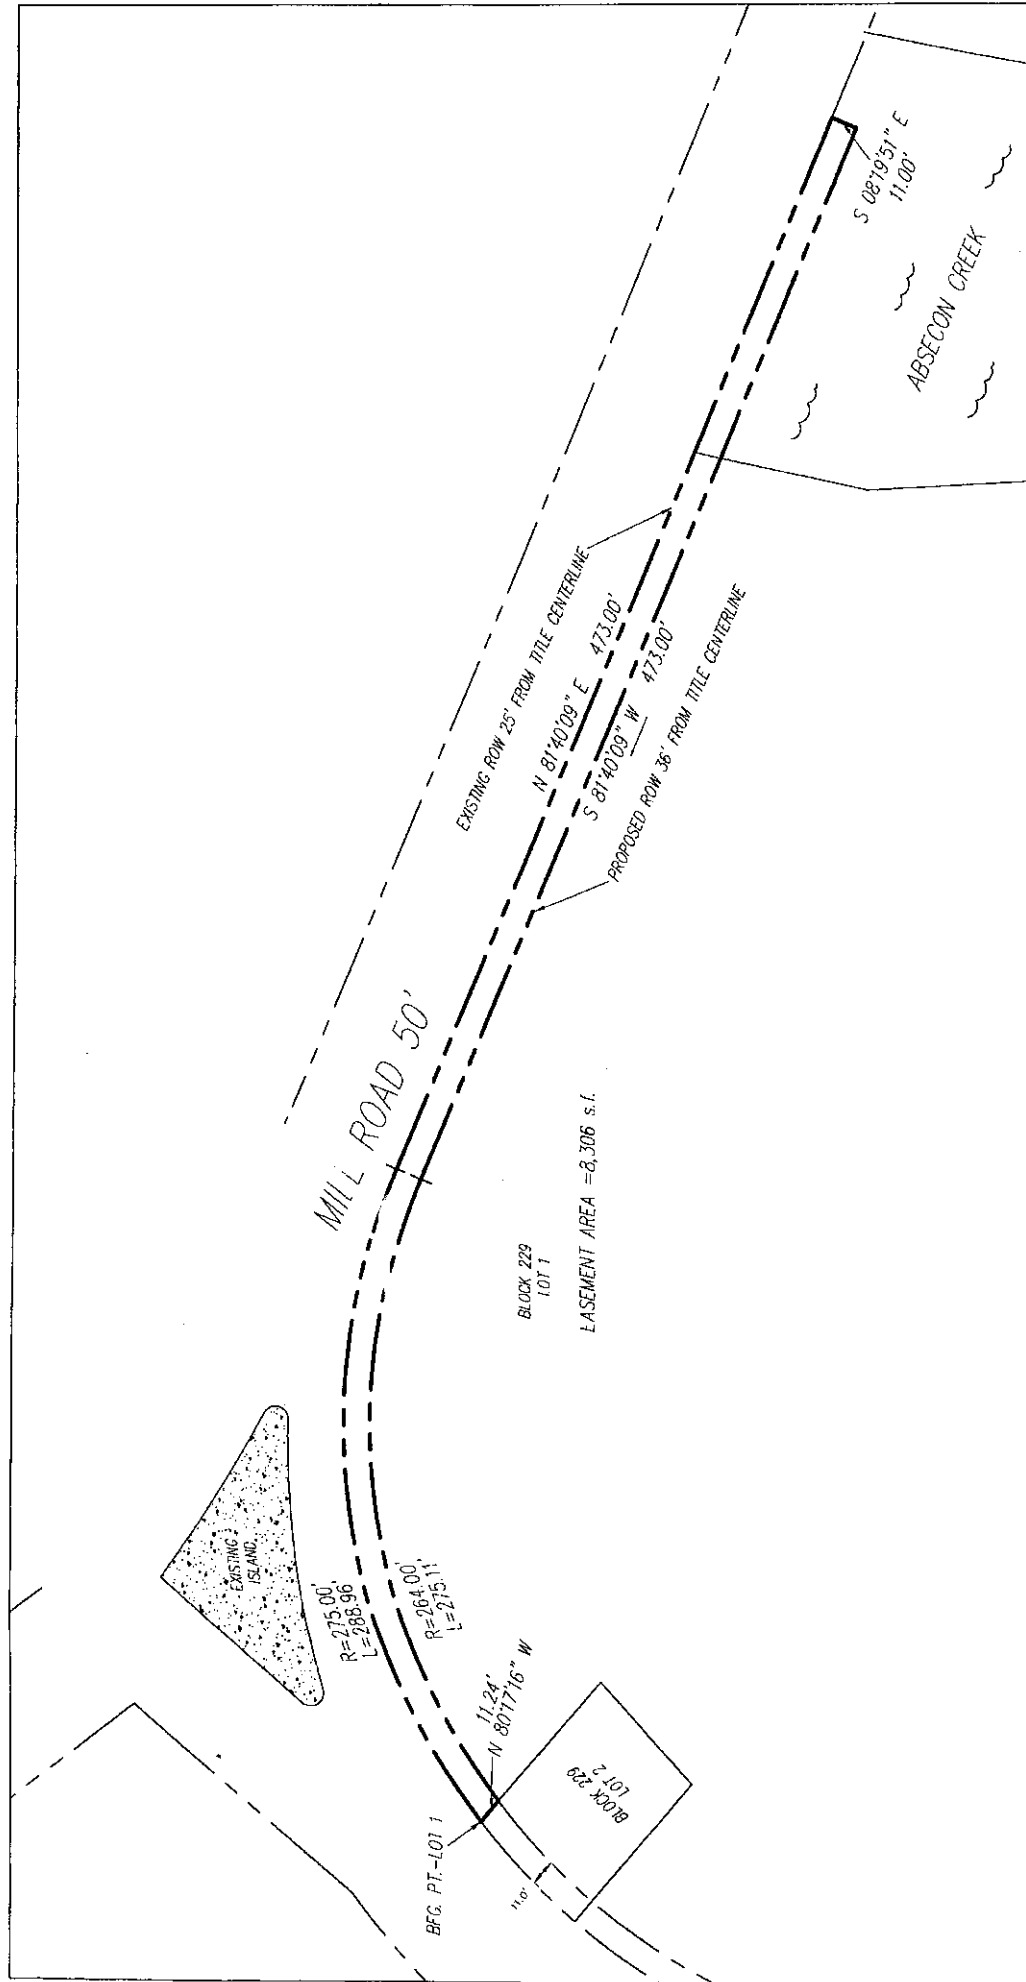 S 08°19'51" E
11.00'
ABSECON CREEK
EXISTING ROW 25' FROM TITLE CENTERLINE
N 81°40'09" E 473.00'
S 81°40'09" W 473.00'
PROPOSED ROW 36' FROM TITLE CENTERLINE
MILL ROAD 50'
BLOCK 229
LOT 1
EASEMENT AREA =8,306 s.f.
EXISTING
ISLAND
R=275.00'
L=288.96'
R=264.00'
L=275.11'
11.24'
N 80°17'16" W
BLOCK 229
LOT 2
BEG. PT.-LOT 1
11.0'